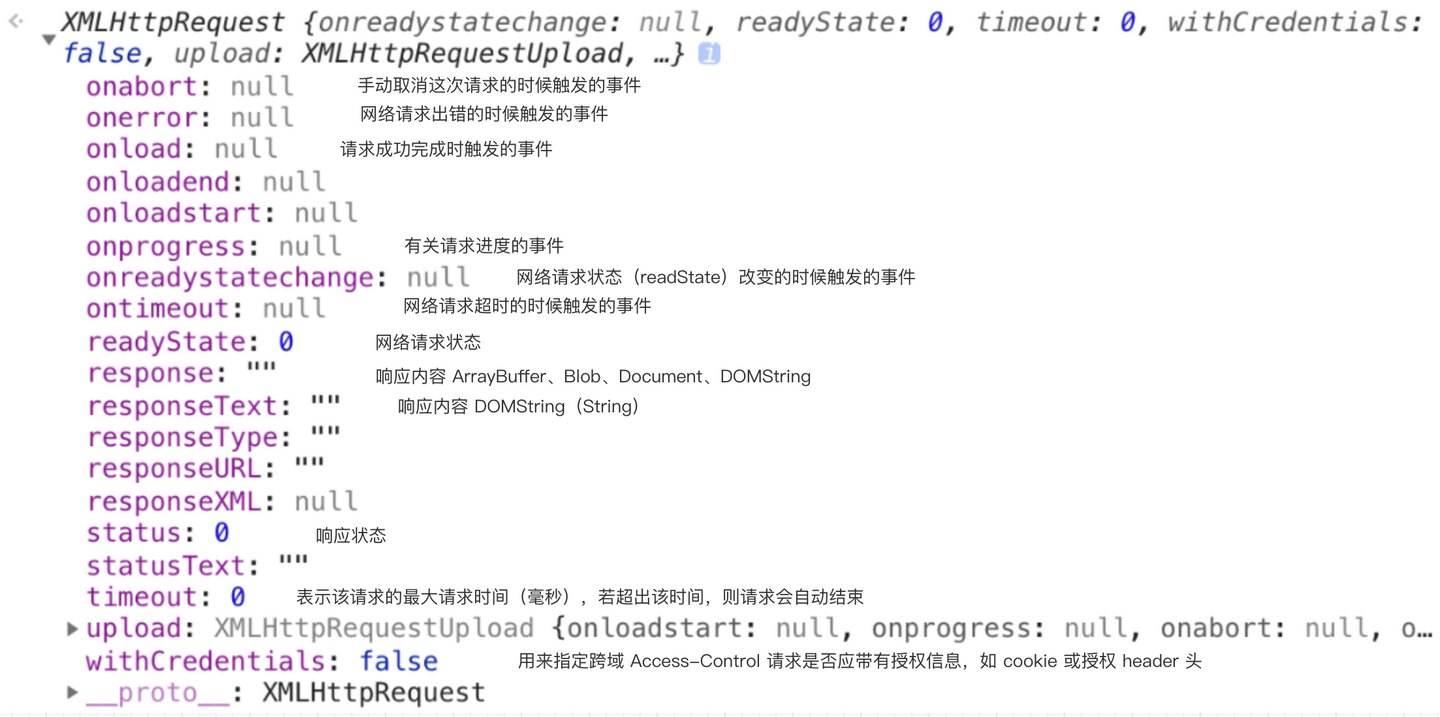 XMLHttpRequest {onreadystatechange: null, readyState: 0, timeout: 0, withCredentials:
false, upload: XMLHttpRequestUpload, …} i
onabort: null 手动取消这次请求的时候触发的事件
onerror: null 网络请求出错的时候触发的事件
onload: null 请求成功完成时触发的事件
onloadend: null
onloadstart: null
onprogress: null 有关请求进度的事件
onreadystatechange: null 网络请求状态（readState）改变的时候触发的事件
ontimeout: null 网络请求超时的时候触发的事件
readyState: 0 网络请求状态
response: "" 响应内容 ArrayBuffer、Blob、Document、DOMString
responseText: "" 响应内容 DOMString（String）
responseType: ""
responseURL: ""
responseXML: null
status: 0 响应状态
statusText: ""
timeout: 0 表示该请求的最大请求时间（毫秒），若超出该时间，则请求会自动结束
upload: XMLHttpRequestUpload {onloadstart: null, onprogress: null, onabort: null, o…
withCredentials: false 用来指定跨域 Access-Control 请求是否应带有授权信息，如 cookie 或授权 header 头
__proto__: XMLHttpRequest